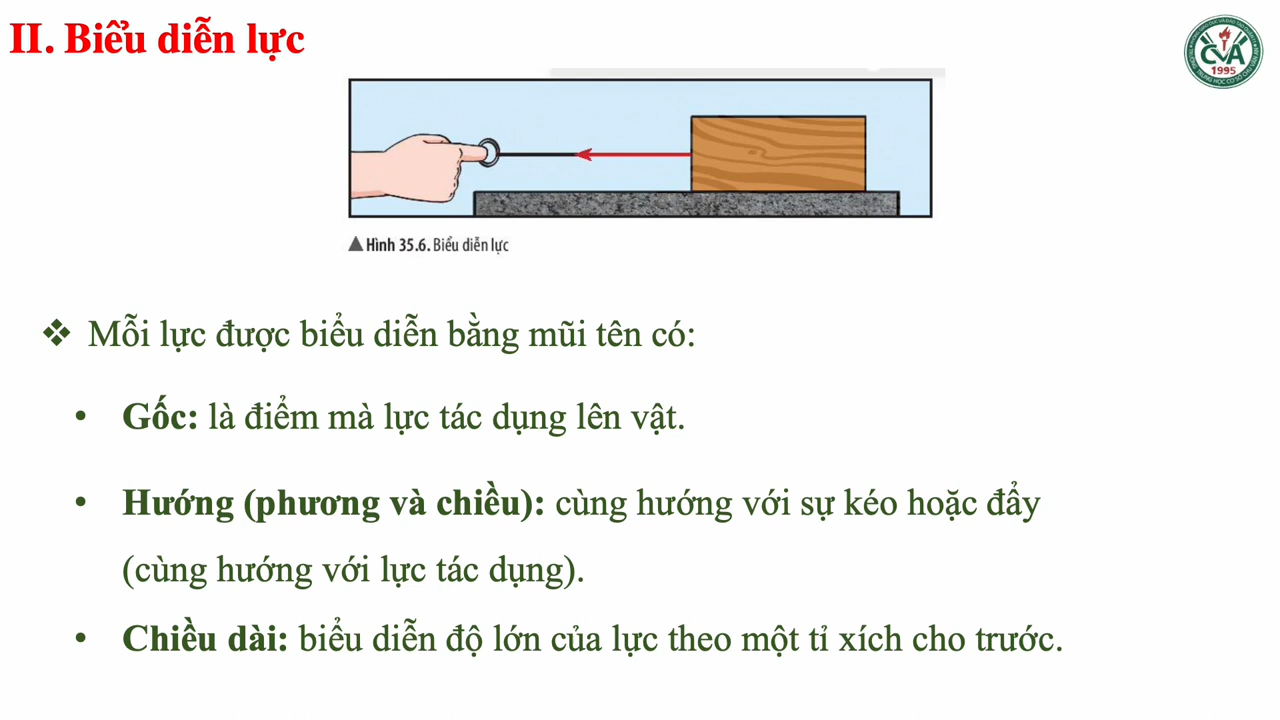 II. Biểu diễn lực
CVA
1995
▲Hình 35.6. Biểu diễn lực
❖ Mỗi lực được biểu diễn bằng mũi tên có:
• Gốc: là điểm mà lực tác dụng lên vật.
• Hướng (phương và chiều): cùng hướng với sự kéo hoặc đẩy
(cùng hướng với lực tác dụng).
• Chiều dài: biểu diễn độ lớn của lực theo một tỉ xích cho trước.